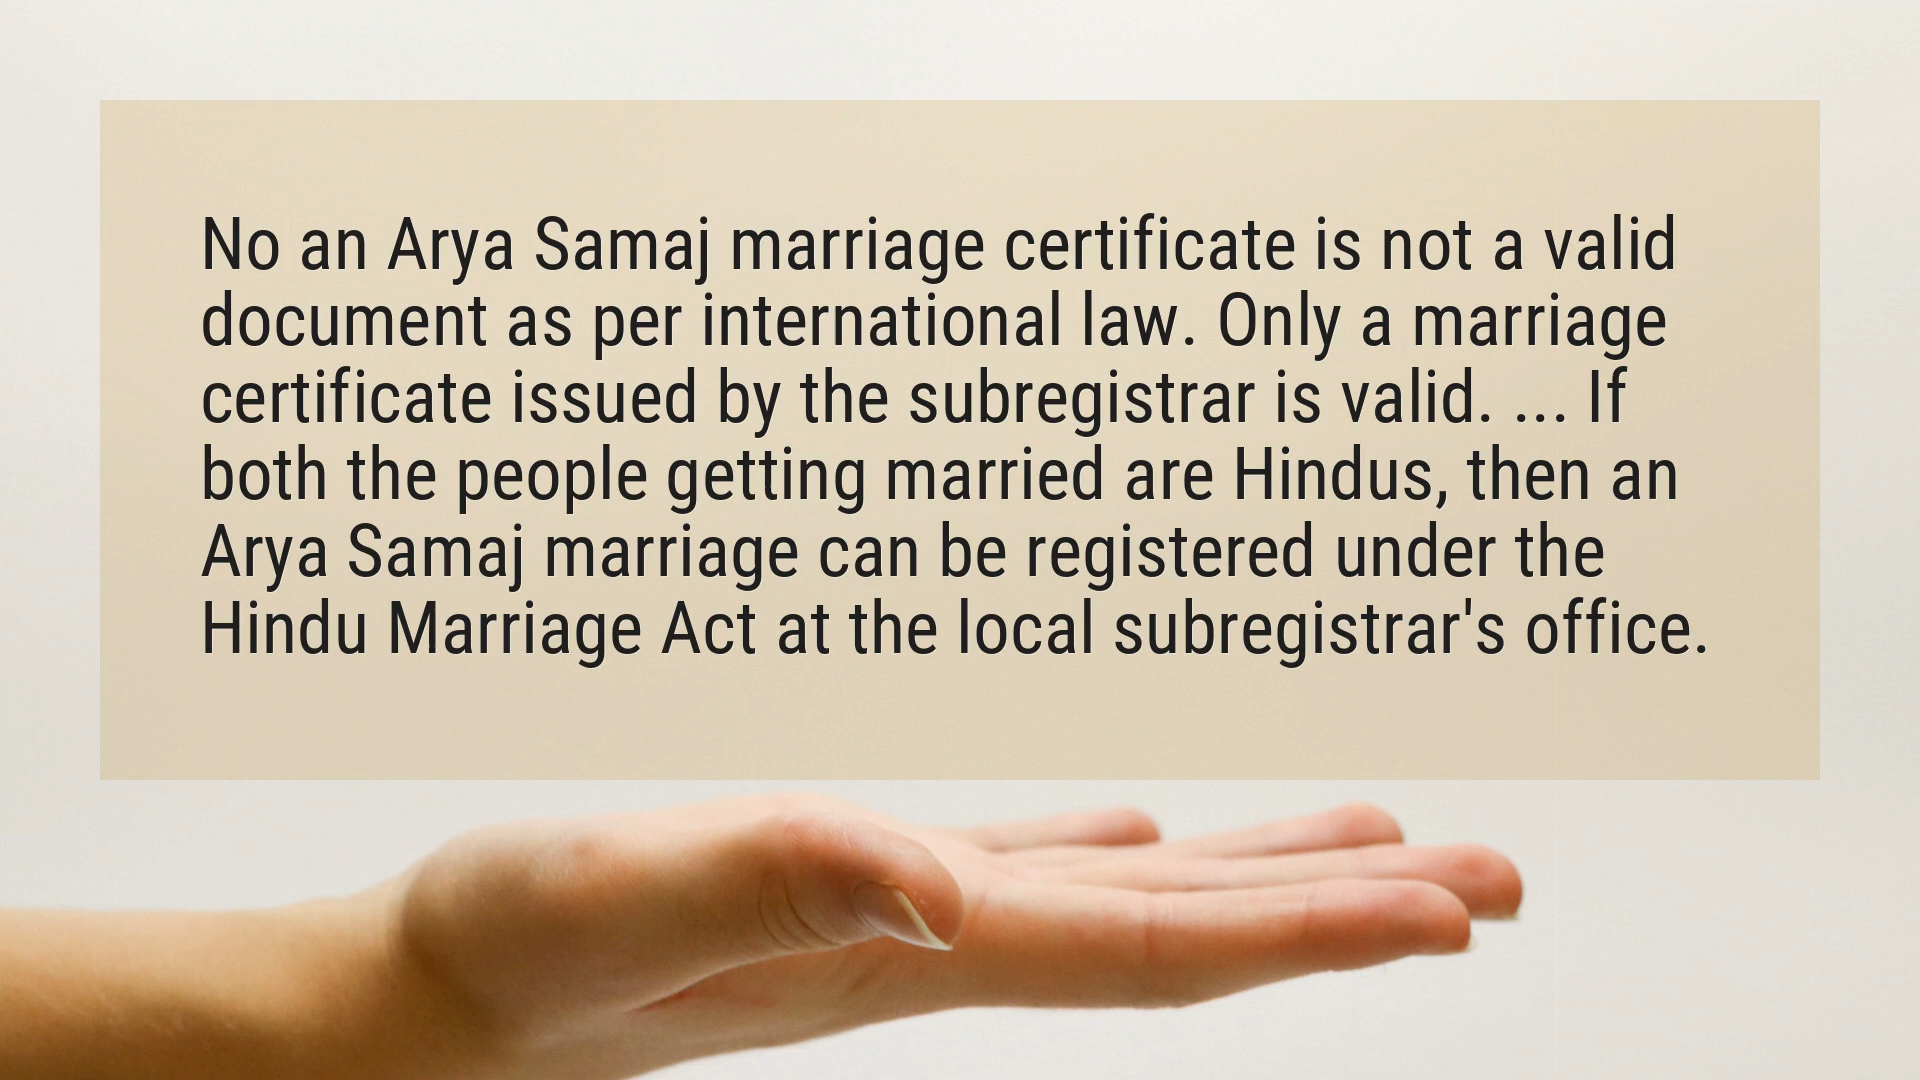 No an Arya Samaj marriage certificate is not a valid
document as per international law. Only a marriage
certificate issued by the subregistrar is valid. ... If
both the people getting married are Hindus, then an
Arya Samaj marriage can be registered under the
Hindu Marriage Act at the local subregistrar's office.